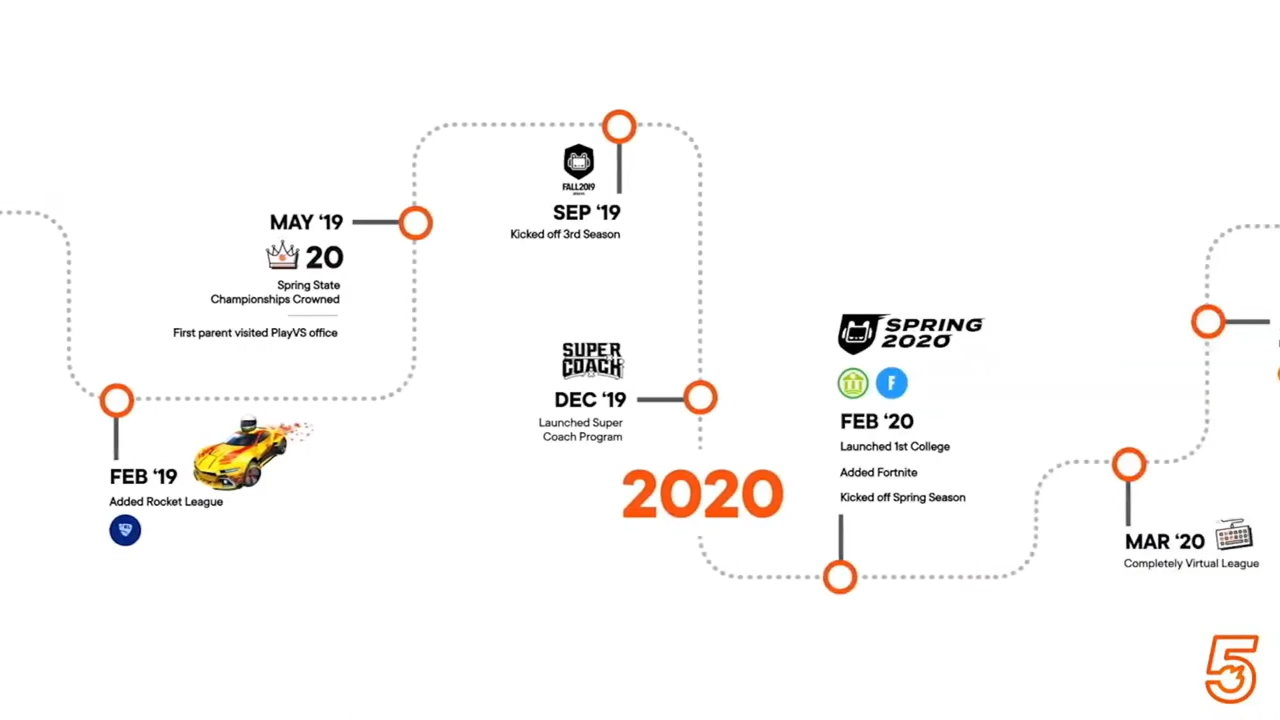 FEB ‘19
Added Rocket League
MAY ‘19
20
Spring State
Championships Crowned
First parent visited PlayVS office
FALL2019
SEP ‘19
Kicked off 3rd Season
SUPER
COACH
DEC ‘19
Launched Super
Coach Program
2020
SPRING
2020
F
FEB ‘20
Launched 1st College
Added Fortnite
Kicked off Spring Season
MAR ‘20
Completely Virtual League
5